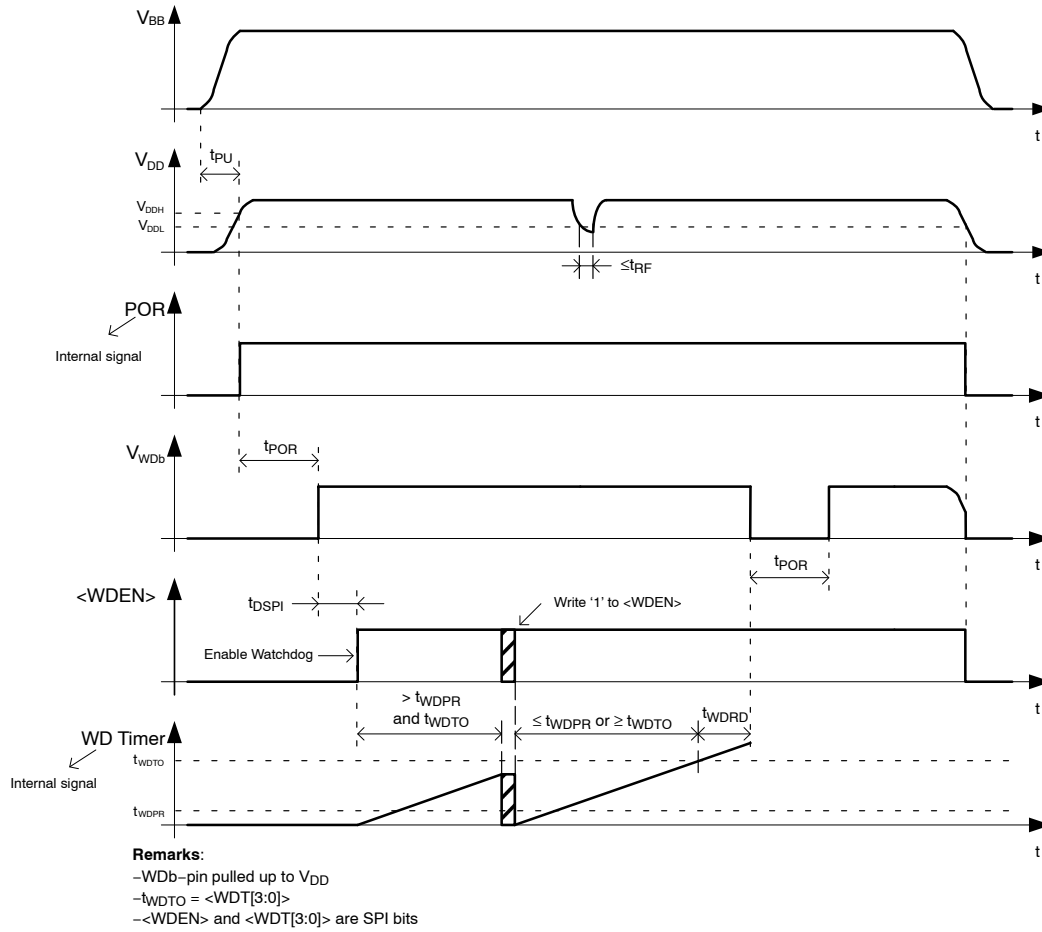 VBB
t
tPU
VDD
VDDH
VDDL
≤tRF
t
POR
Internal signal
t
tPOR
VWDb
t
tPOR
<WDEN>
tDSPI
Write ‘1’ to <WDEN>
Enable Watchdog
t
> tWDPR
and tWDTO
≤ tWDPR or ≥ tWDTO
tWDRD
WD Timer
tWDTO
Internal signal
tWDPR
t
Remarks:
−WDb−pin pulled up to VDD
−tWDTO = <WDT[3:0]>
−<WDEN> and <WDT[3:0]> are SPI bits